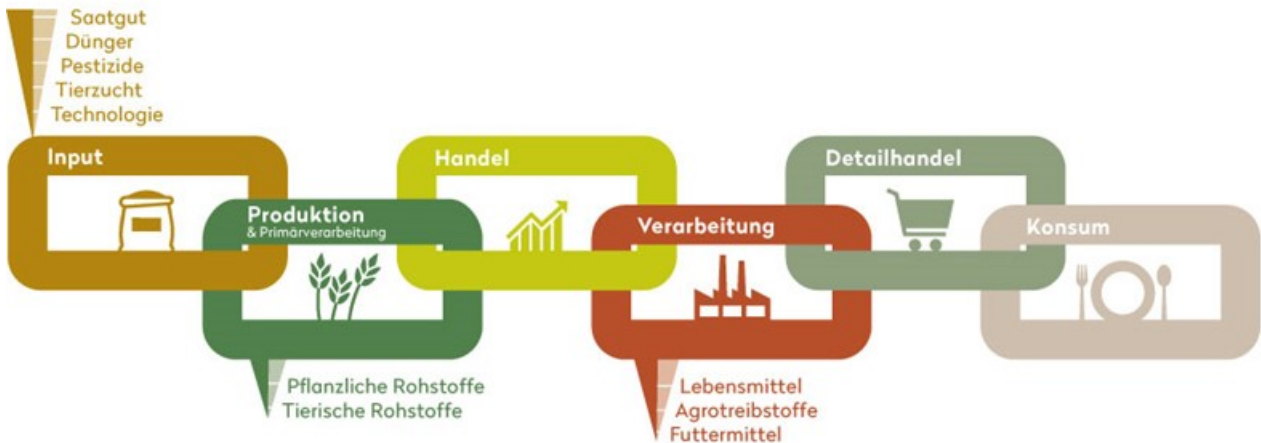 Saatgut
Dünger
Pestizide
Tierzucht
Technologie
Input
Produktion
& Primärverarbeitung
Handel
Verarbeitung
Detailhandel
Konsum
Pflanzliche Rohstoffe
Tierische Rohstoffe
Lebensmittel
Agrotreibstoffe
Futtermittel